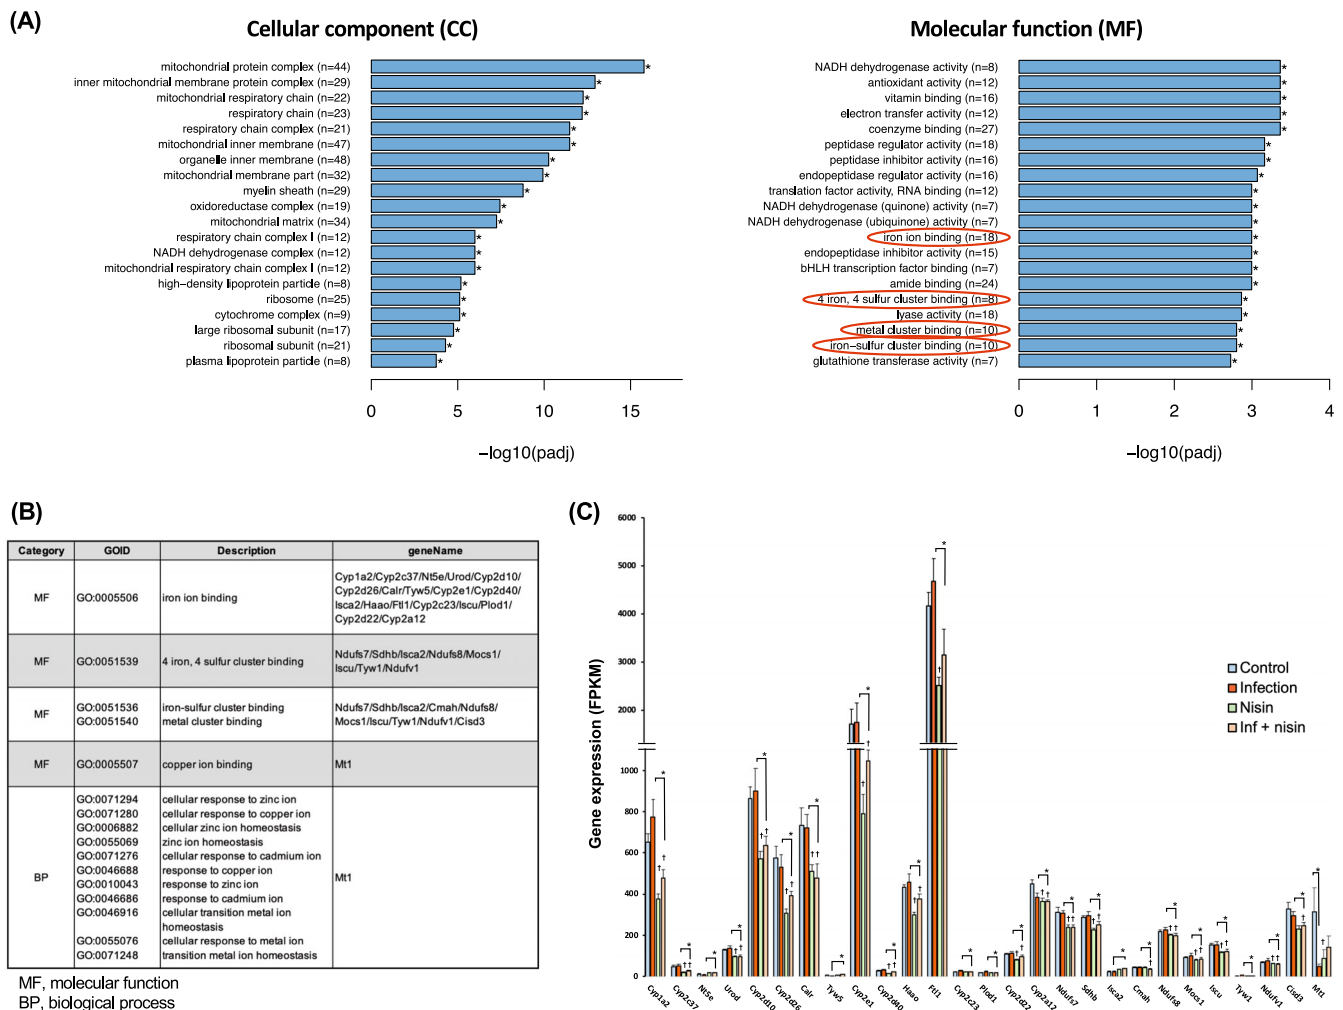 (A)
Cellular component (CC)
mitochondrial protein complex (n=44)
inner mitochondrial membrane protein complex (n=29)
mitochondrial respiratory chain (n=22)
respiratory chain (n=23)
respiratory chain complex (n=21)
mitochondrial inner membrane (n=47)
organelle inner membrane (n=48)
mitochondrial membrane part (n=32)
myelin sheath (n=29)
oxidoreductase complex (n=19)
mitochondrial matrix (n=34)
respiratory chain complex I (n=12)
NADH dehydrogenase complex (n=12)
mitochondrial respiratory chain complex I (n=12)
high−density lipoprotein particle (n=8)
ribosome (n=25)
cytochrome complex (n=9)
large ribosomal subunit (n=17)
ribosomal subunit (n=21)
plasma lipoprotein particle (n=8)
0 5 10 15
−log10(padj)
Molecular function (MF)
NADH dehydrogenase activity (n=8)
antioxidant activity (n=12)
vitamin binding (n=16)
electron transfer activity (n=12)
coenzyme binding (n=27)
peptidase regulator activity (n=18)
peptidase inhibitor activity (n=16)
endopeptidase regulator activity (n=16)
translation factor activity, RNA binding (n=12)
NADH dehydrogenase (quinone) activity (n=7)
NADH dehydrogenase (ubiquinone) activity (n=7)
iron ion binding (n=18)
endopeptidase inhibitor activity (n=15)
bHLH transcription factor binding (n=7)
amide binding (n=24)
4 iron, 4 sulfur cluster binding (n=8)
lyase activity (n=18)
metal cluster binding (n=10)
iron−sulfur cluster binding (n=10)
glutathione transferase activity (n=7)
0 1 2 3 4
−log10(padj)
(B)
Category GOID Description geneName
MF GO:0005506 iron ion binding
Cyp1a2/Cyp2c37/Nt5e/Urod/Cyp2d10/
Cyp2d26/Calr/Tyw5/Cyp2e1/Cyp2d40/
Isca2/Haao/Ftl1/Cyp2c23/Iscu/Plod1/
Cyp2d22/Cyp2a12
MF GO:0051539 4 iron, 4 sulfur cluster binding
Ndufs7/Sdhb/Isca2/Ndufs8/Mocs1/
Iscu/Tyw1/Ndufv1
MF
GO:0051536 iron-sulfur cluster binding
GO:0051540 metal cluster binding
Ndufs7/Sdhb/Isca2/Cmah/Ndufs8/
Mocs1/Iscu/Tyw1/Ndufv1/Cisd3
MF GO:0005507 copper ion binding Mt1
BP
GO:0071294 cellular response to zinc ion
GO:0071280 cellular response to copper ion
GO:0006882 cellular zinc ion homeostasis
GO:0055069 zinc ion homeostasis
GO:0071276 cellular response to cadmium ion
GO:0046688 response to copper ion
GO:0010043 response to zinc ion
GO:0046686 response to cadmium ion
GO:0046916 cellular transition metal ion
homeostasis
GO:0055076 cellular response to metal ion
GO:0071248 transition metal ion homeostasis
Mt1
MF, molecular function
BP, biological process
(C)
Gene expression (FPKM)
6000
5000
4000
3000
2000
1000
800
600
400
200
0
Control
Infection
Nisin
Inf + nisin
Cyp1a2 Cyp2c37 Nt5e Urod Cyp2d10 Cyp2d26 Calr Tyw5 Cyp2e1 Cyp2d40 Haao Ftl1 Cyp2c23 Plod1 Cyp2d22 Cyp2a12 Ndufs7 Sdhb Isca2 Cmah Ndufs8 Mocs1 Iscu Tyw1 Ndufv1 Cisd3 Mt1